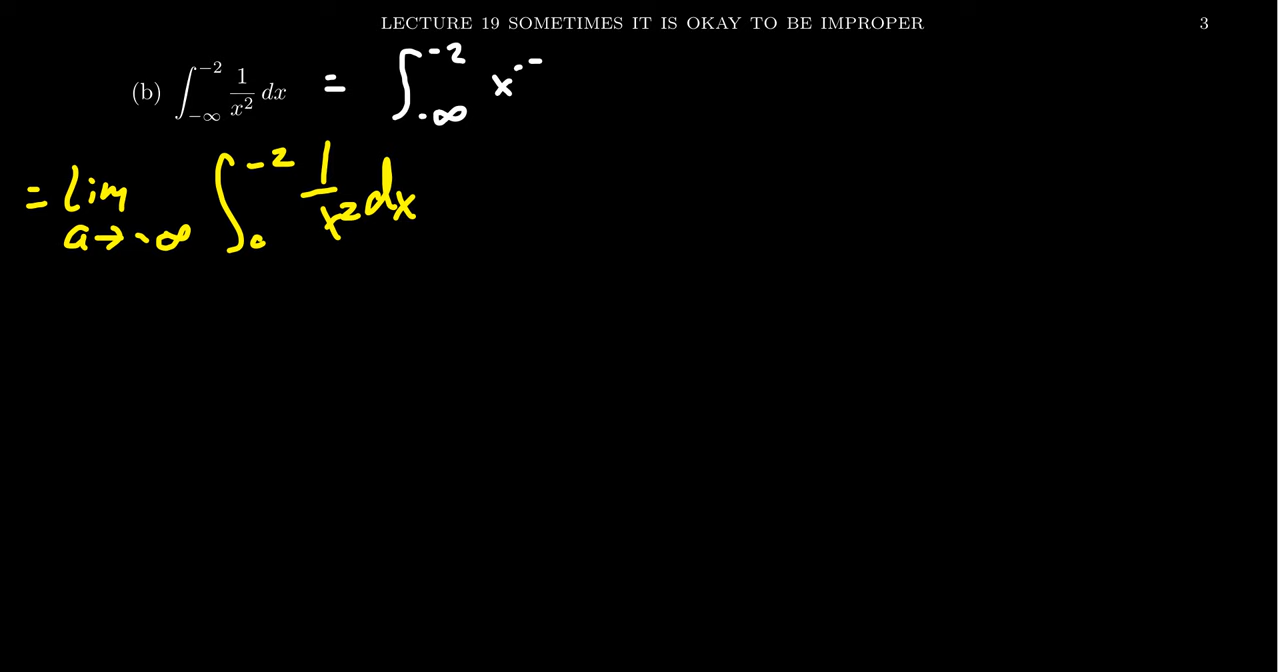 LECTURE 19 SOMETIMES IT IS OKAY TO BE IMPROPER 3
(b) ∫_{-∞}^{-2} 1/x² dx = ∫_{-∞}^{-2} x^{--}
= lim_{a→-∞} ∫_{a}^{-2} 1/x² dx